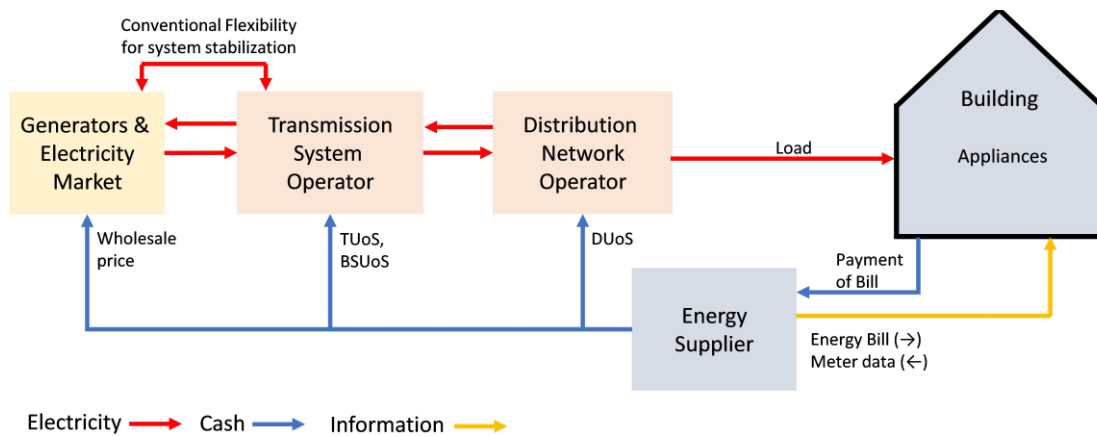 Conventional Flexibility
for system stabilization
Generators &
Electricity
Market
Transmission
System
Operator
Distribution
Network
Operator
Load
Building
Appliances
Wholesale
price
TUoS,
BSUoS
DUoS
Payment
of Bill
Energy
Supplier
Energy Bill (→)
Meter data (←)
Electricity
Cash
Information